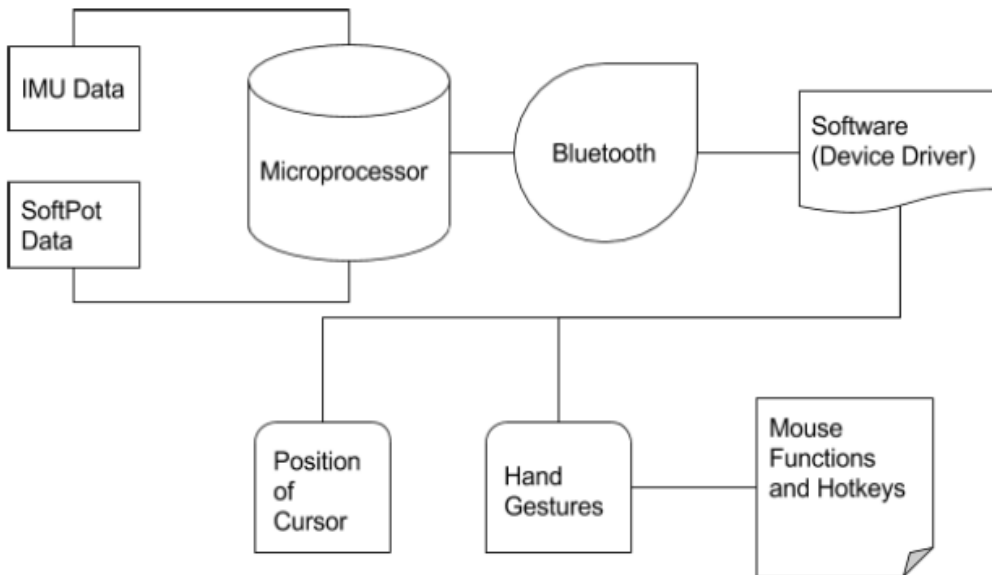 IMU Data
SoftPot
Data
Microprocessor
Bluetooth
Software
(Device Driver)
Position
of
Cursor
Hand
Gestures
Mouse
Functions
and Hotkeys